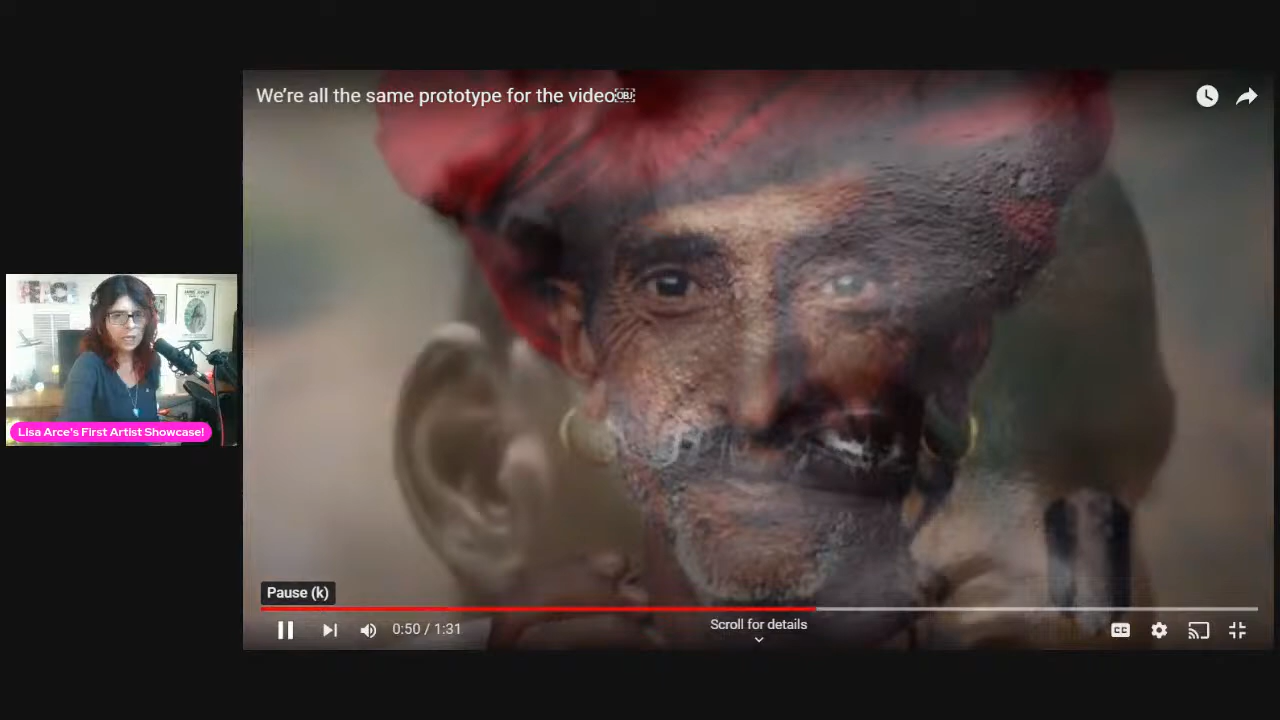 We're all the same prototype for the video￼
Lisa Arce's First Artist Showcase!
Pause (k)
0:50 / 1:31
Scroll for details
CC